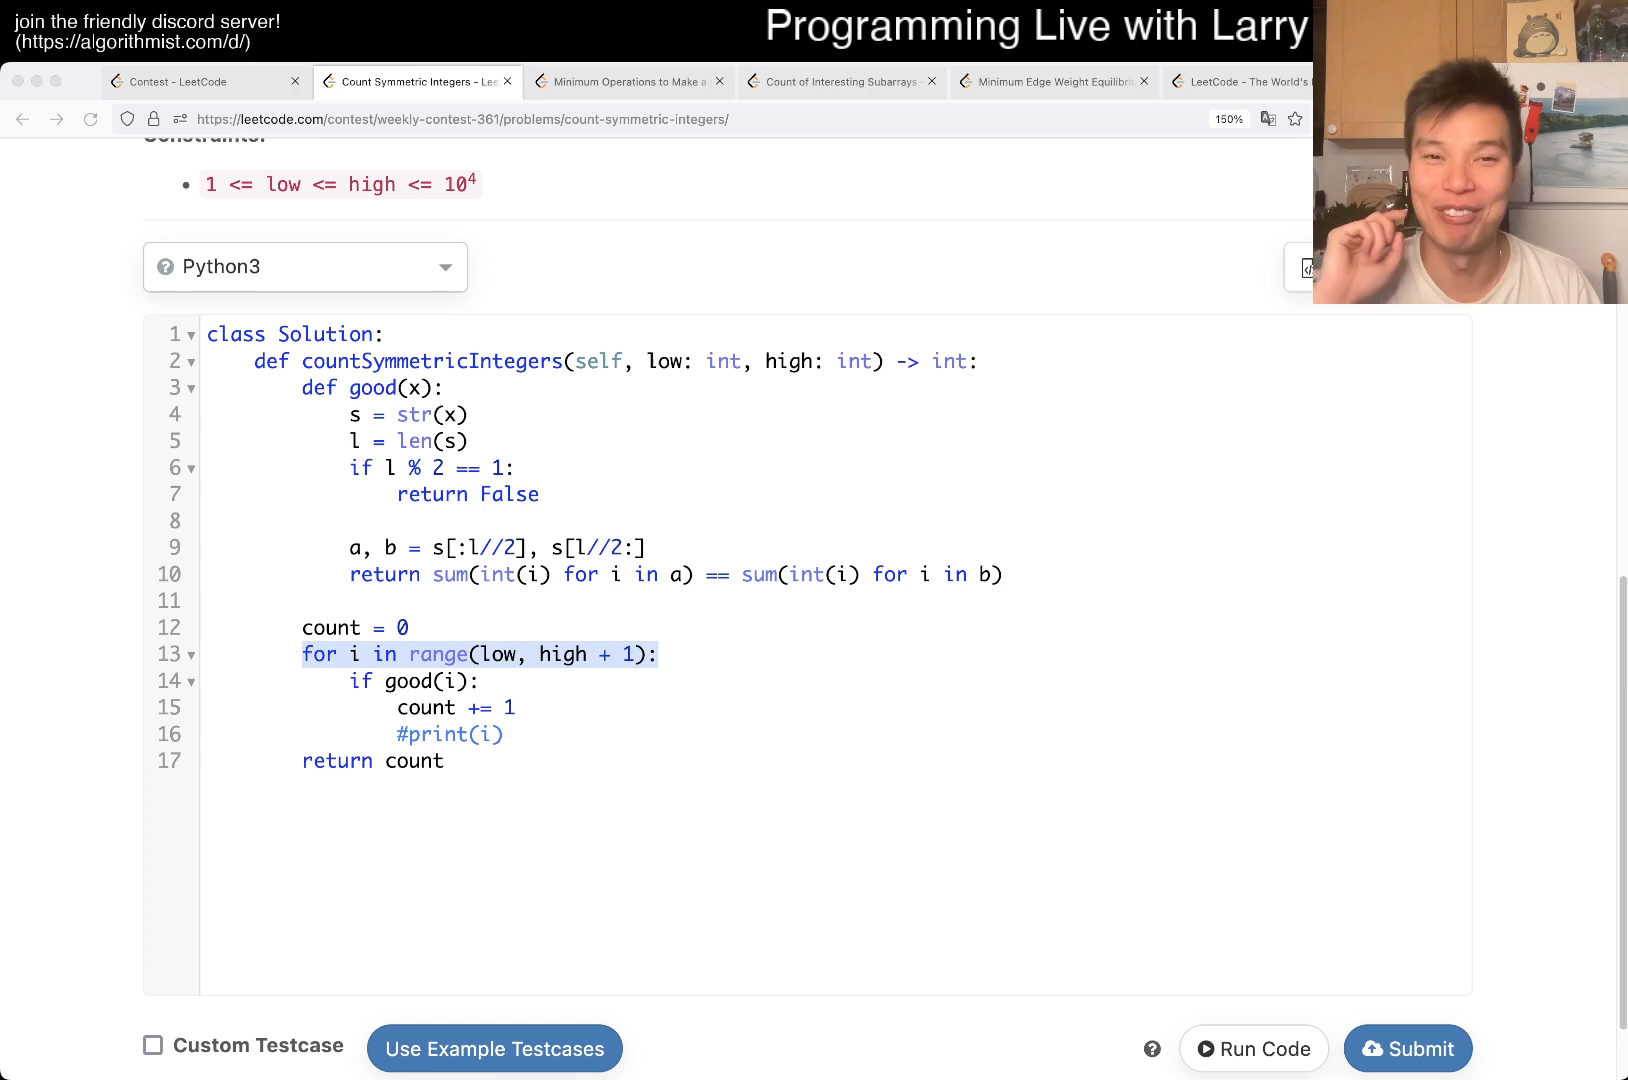 join the friendly discord server!
(https://algorithmist.com/d/)
Programming Live with Larry
Contest - LeetCode
Count Symmetric Integers - Lee
Minimum Operations to Make a
Count of Interesting Subarrays -
Minimum Edge Weight Equilibri
LeetCode - The World's
https://leetcode.com/contest/weekly-contest-361/problems/count-symmetric-integers/
150%
Constraints:
• 1 <= low <= high <= 10⁴
Python3
1 class Solution:
2 def countSymmetricIntegers(self, low: int, high: int) -> int:
3 def good(x):
4 s = str(x)
5 l = len(s)
6 if l % 2 == 1:
7 return False
8
9 a, b = s[:l//2], s[l//2:]
10 return sum(int(i) for i in a) == sum(int(i) for i in b)
11
12 count = 0
13 for i in range(low, high + 1):
14 if good(i):
15 count += 1
16 #print(i)
17 return count
Custom Testcase
Use Example Testcases
Run Code
Submit